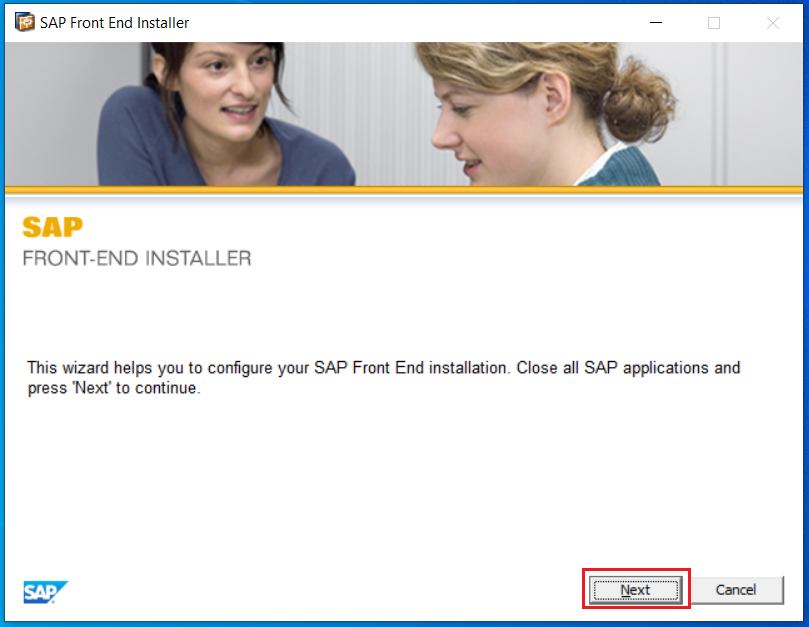 SAP Front End Installer
SAP
FRONT-END INSTALLER
This wizard helps you to configure your SAP Front End installation. Close all SAP applications and
press 'Next' to continue.
SAP
Next
Cancel